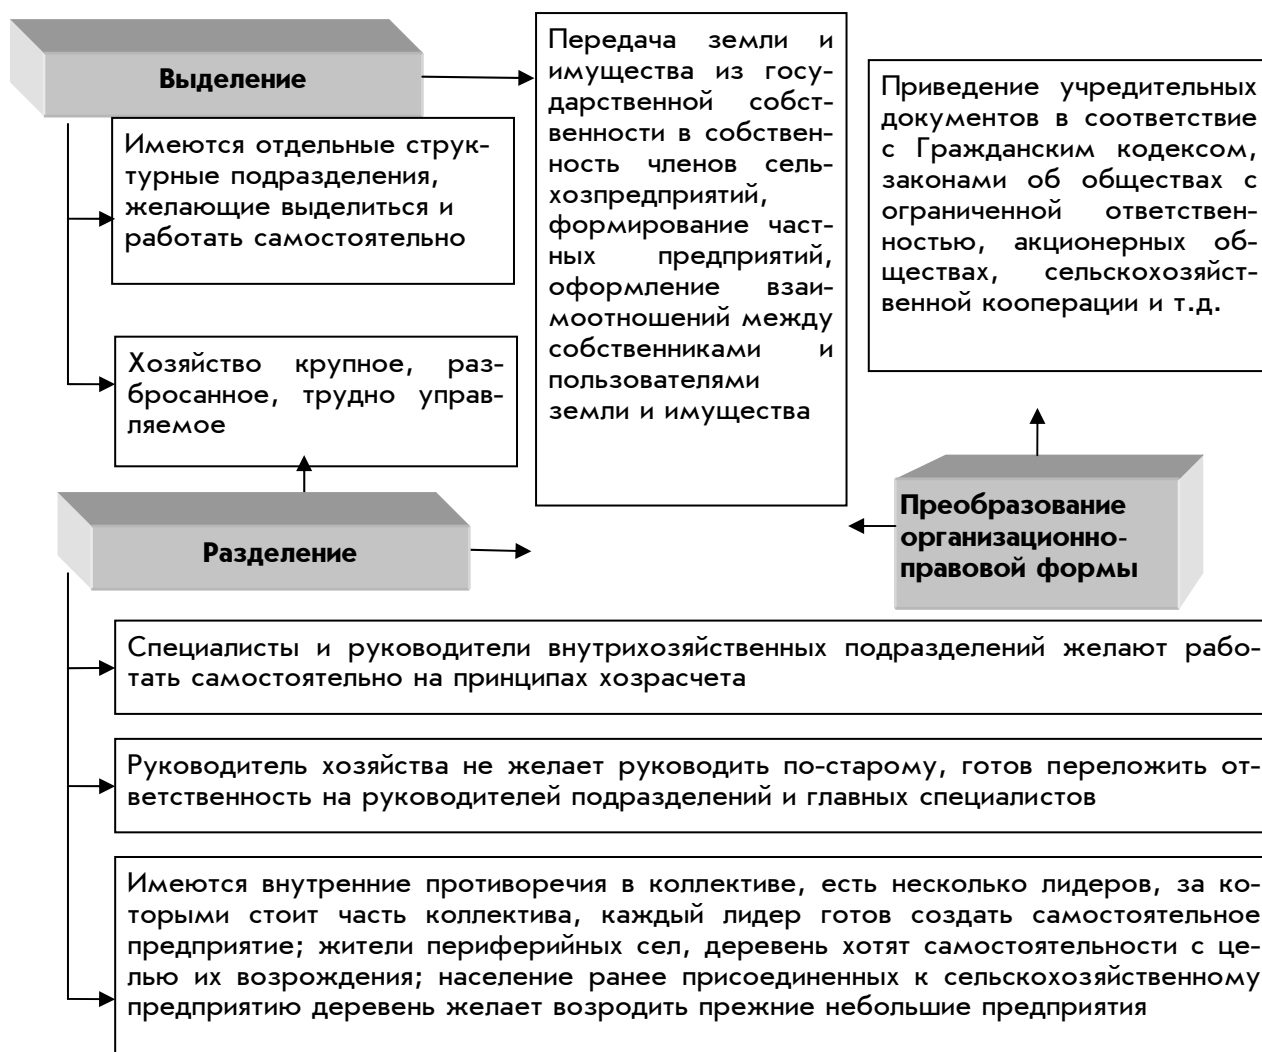 Выделение
Имеются отдельные струк-
турные подразделения,
желающие выделиться и
работать самостоятельно
Хозяйство крупное, раз-
бросанное, трудно управ-
ляемое
Передача земли и
имущества из госу-
дарственной собст-
венности в собствен-
ность членов сель-
хозпредприятий,
формирование част-
ных предприятий,
оформление взаи-
моотношений между
собственниками и
пользователями
земли и имущества
Приведение учредительных
документов в соответствие
с Гражданским кодексом,
законами об обществах с
ограниченной ответствен-
ностью, акционерных об-
ществах, сельскохозяйст-
венной кооперации и т.д.
Разделение
Преобразование
организационно-
правовой формы
Специалисты и руководители внутрихозяйственных подразделений желают рабо-
тать самостоятельно на принципах хозрасчета
Руководитель хозяйства не желает руководить по-старому, готов переложить от-
ветственность на руководителей подразделений и главных специалистов
Имеются внутренние противоречия в коллективе, есть несколько лидеров, за ко-
торыми стоит часть коллектива, каждый лидер готов создать самостоятельное
предприятие; жители периферийных сел, деревень хотят самостоятельности с це-
лью их возрождения; население ранее присоединенных к сельскохозяйственному
предприятию деревень желает возродить прежние небольшие предприятия